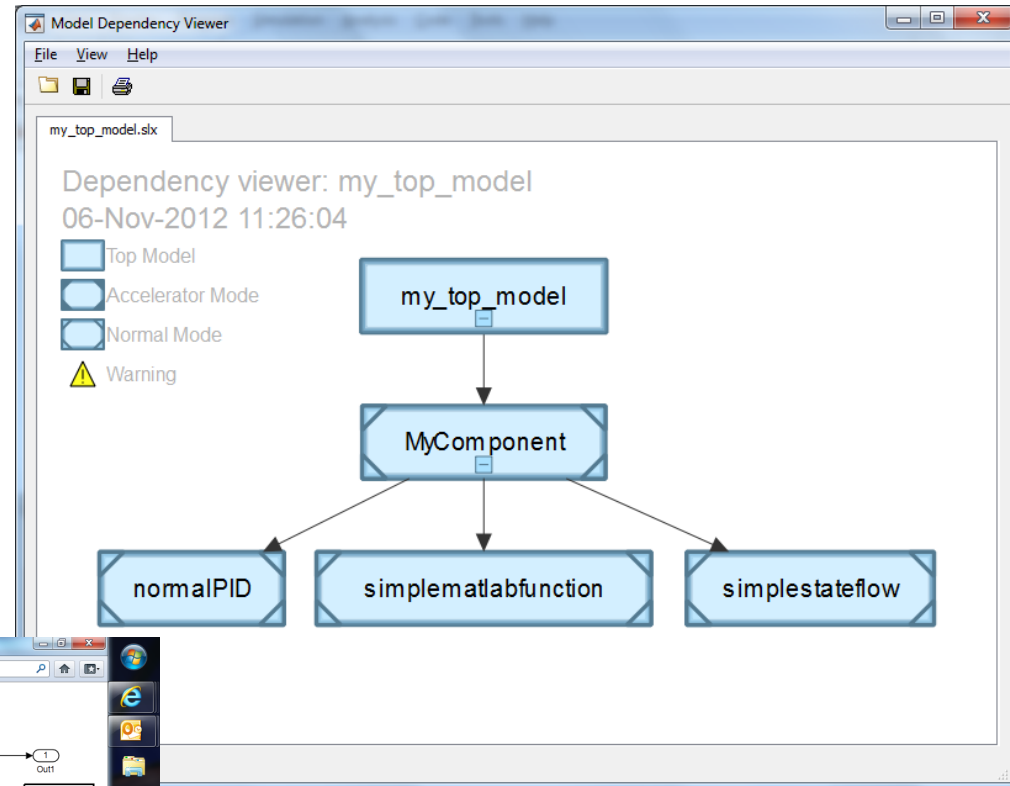 Model Dependency Viewer
File View Help
my_top_model.slx
Dependency viewer: my_top_model
06-Nov-2012 11:26:04
Top Model
Accelerator Mode
Normal Mode
Warning
my_top_model
MyComponent
normalPID simplematlabfunction simplestateflow
1
Out1